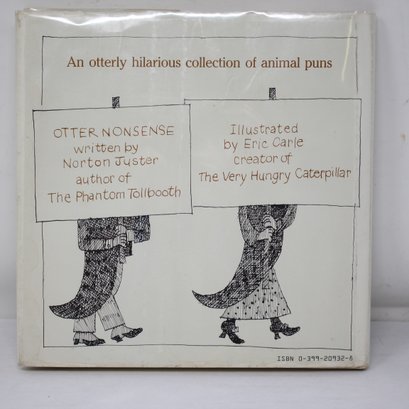 An otterly hilarious collection of animal puns
OTTER NONSENSE
written by
Norton Juster
author of
The Phantom Tollbooth
Illustrated
by Eric Carle
creator of
The Very Hungry Caterpillar
ISBN 0-399-20932-6